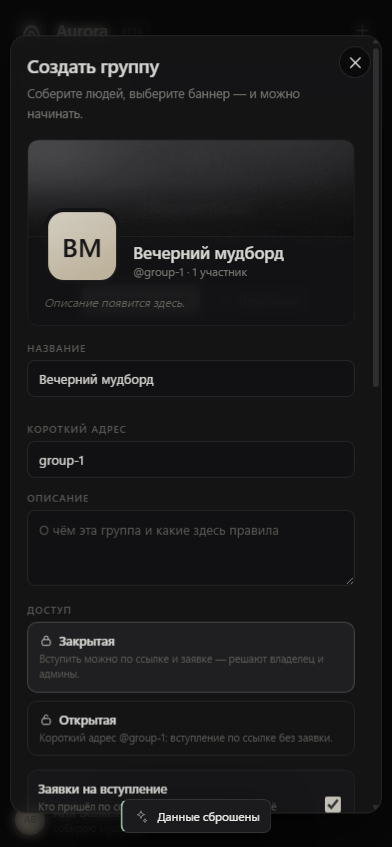 Aurora
Создать группу
Соберите людей, выберите баннер — и можно
начинать.
ВМ
Вечерний мудборд
@group-1 · 1 участник
Описание появится здесь.
НАЗВАНИЕ
Вечерний мудборд
КОРОТКИЙ АДРЕС
group-1
ОПИСАНИЕ
О чём эта группа и какие здесь правила
ДОСТУП
Закрытая
Вступить можно по ссылке и заявке — решают владелец и
админы.
Открытая
Короткий адрес @group-1: вступление по ссылке без заявки.
Заявки на вступление
Кто пришёл по
Данные сброшены